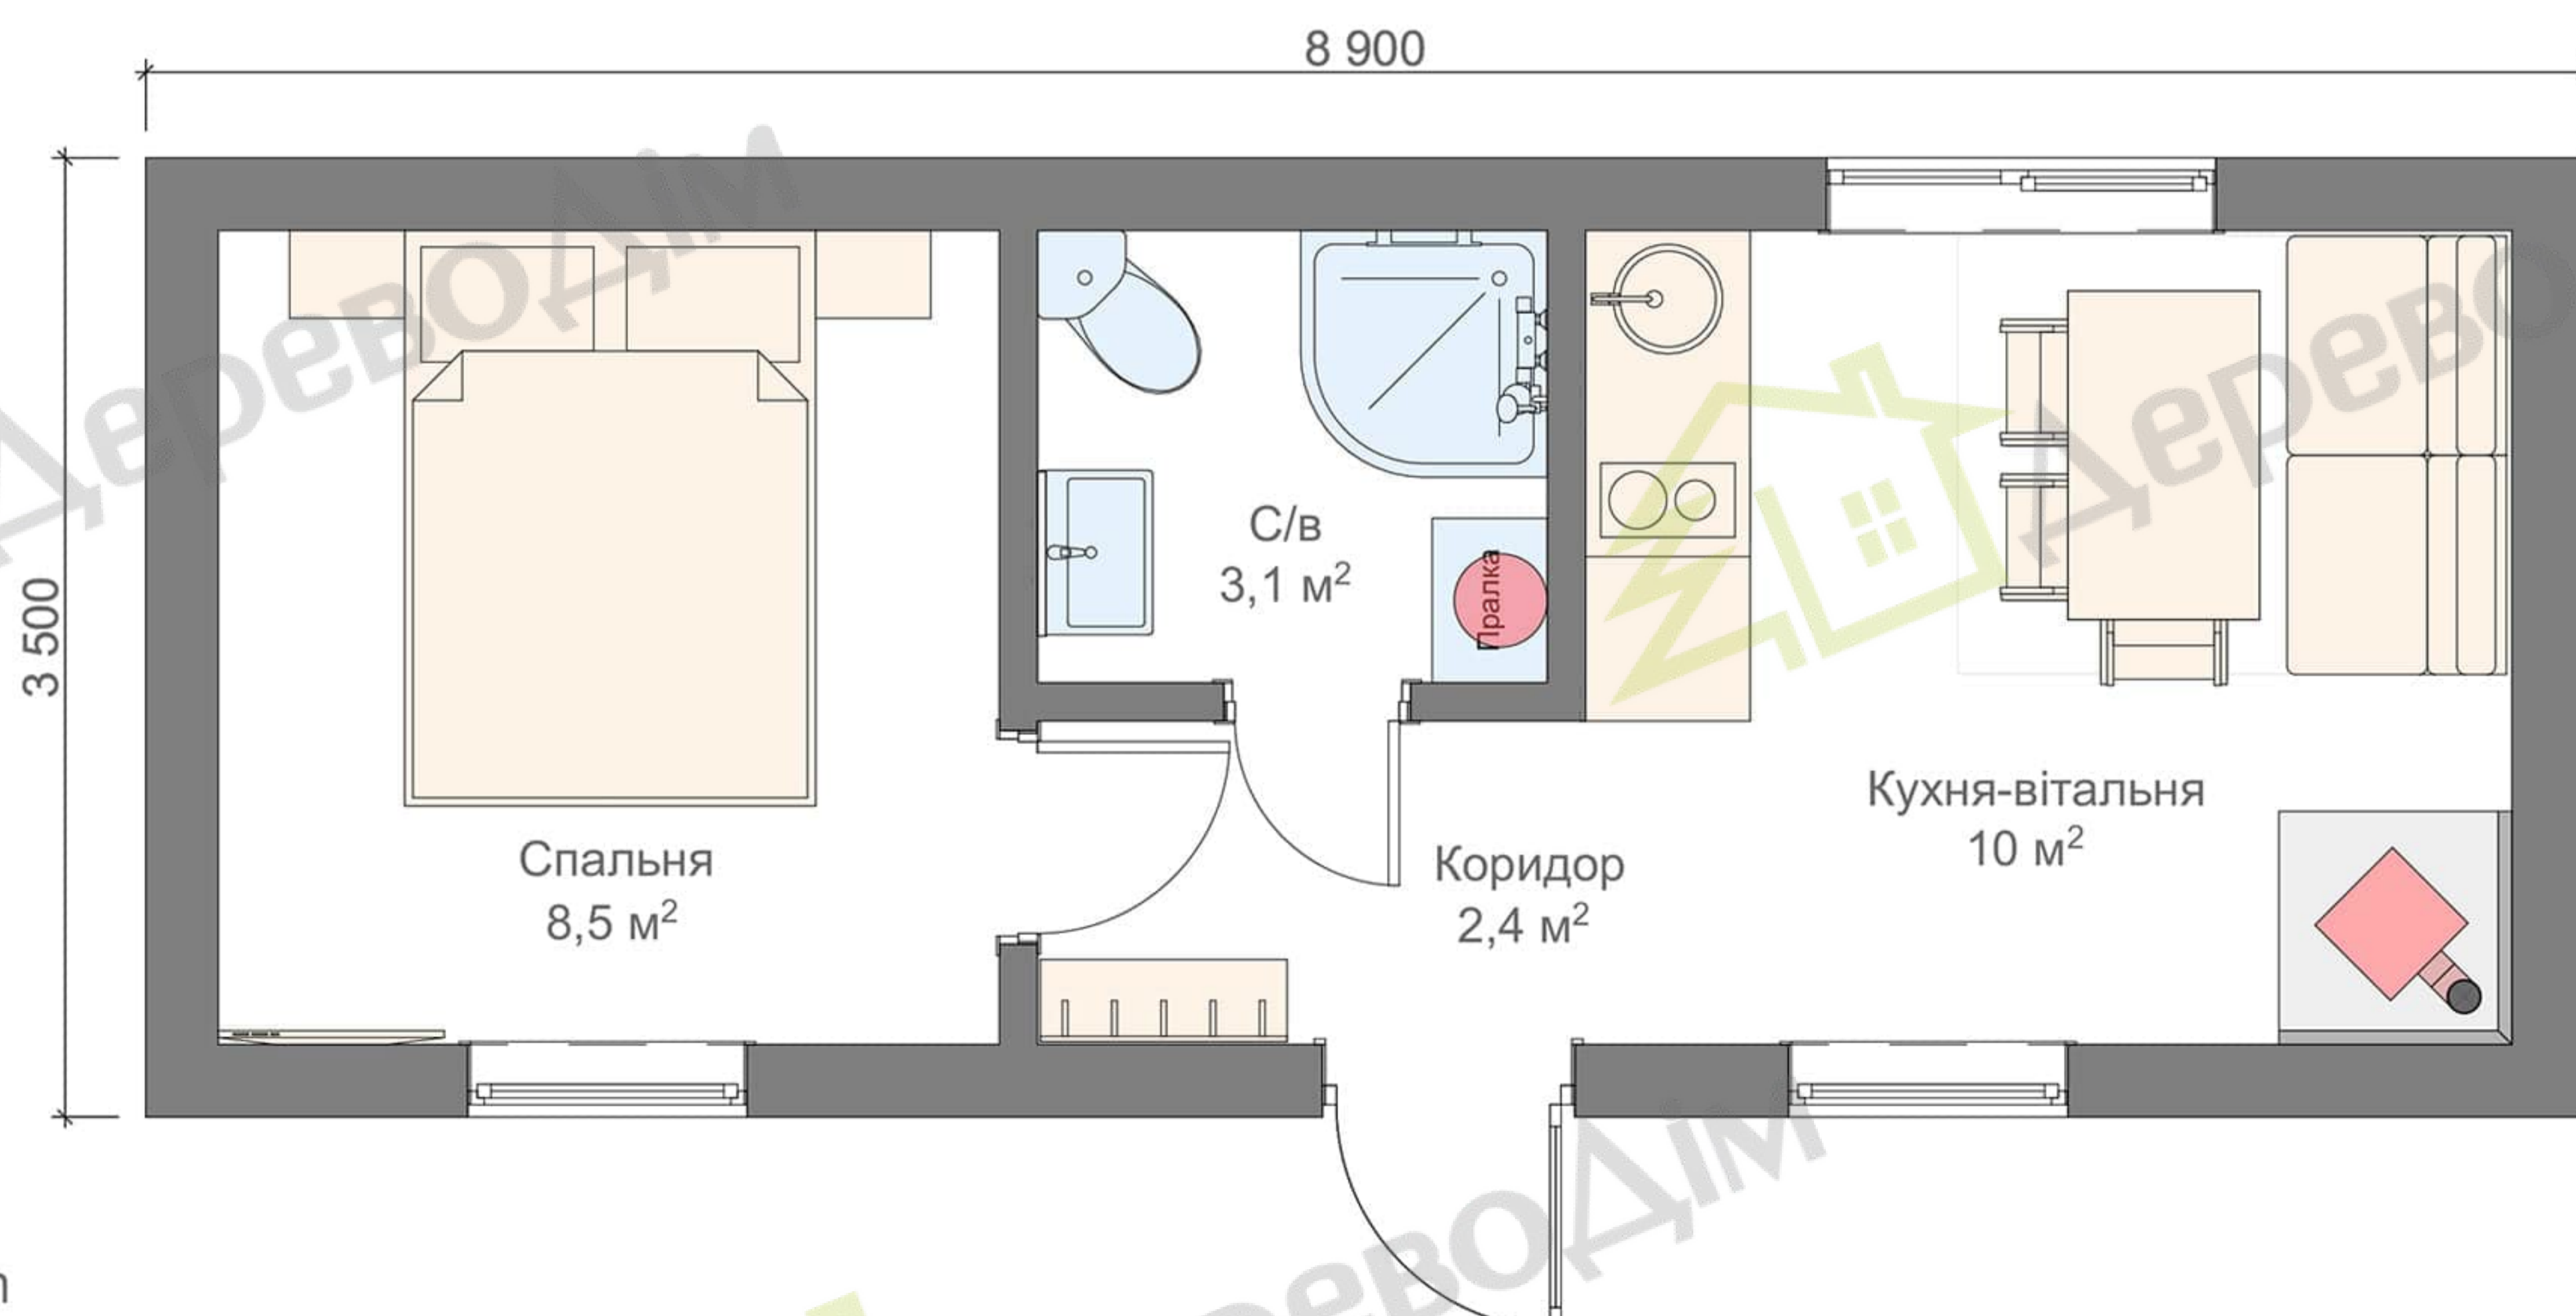 8 900
3 500
ДеревоДім
Дерево
С/в
3,1 м²
Пралка
Кухня-вітальня
10 м²
Спальня
8,5 м²
Коридор
2,4 м²
ревоДім